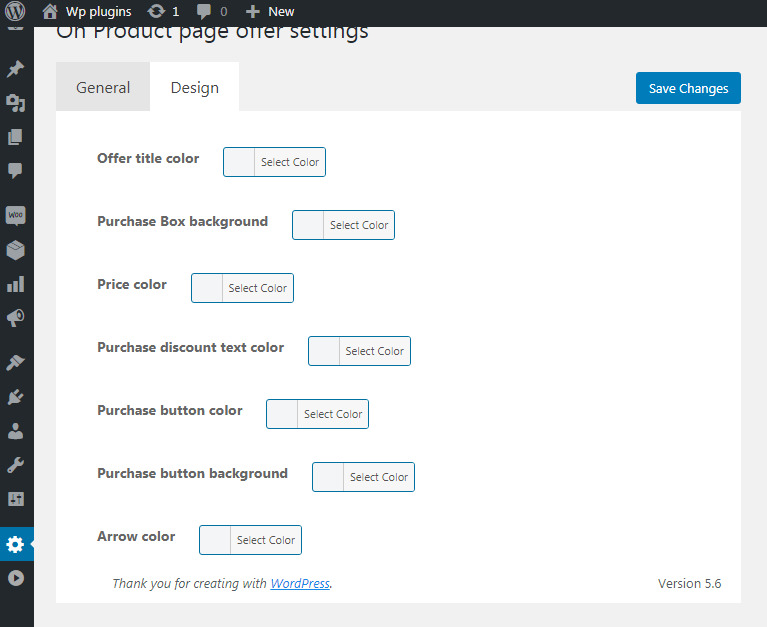 Wp plugins 1 0 New
On Product page offer settings
General Design Save Changes
Offer title color Select Color
Purchase Box background Select Color
Price color Select Color
Purchase discount text color Select Color
Purchase button color Select Color
Purchase button background Select Color
Arrow color Select Color
Thank you for creating with WordPress. Version 5.6
Woo